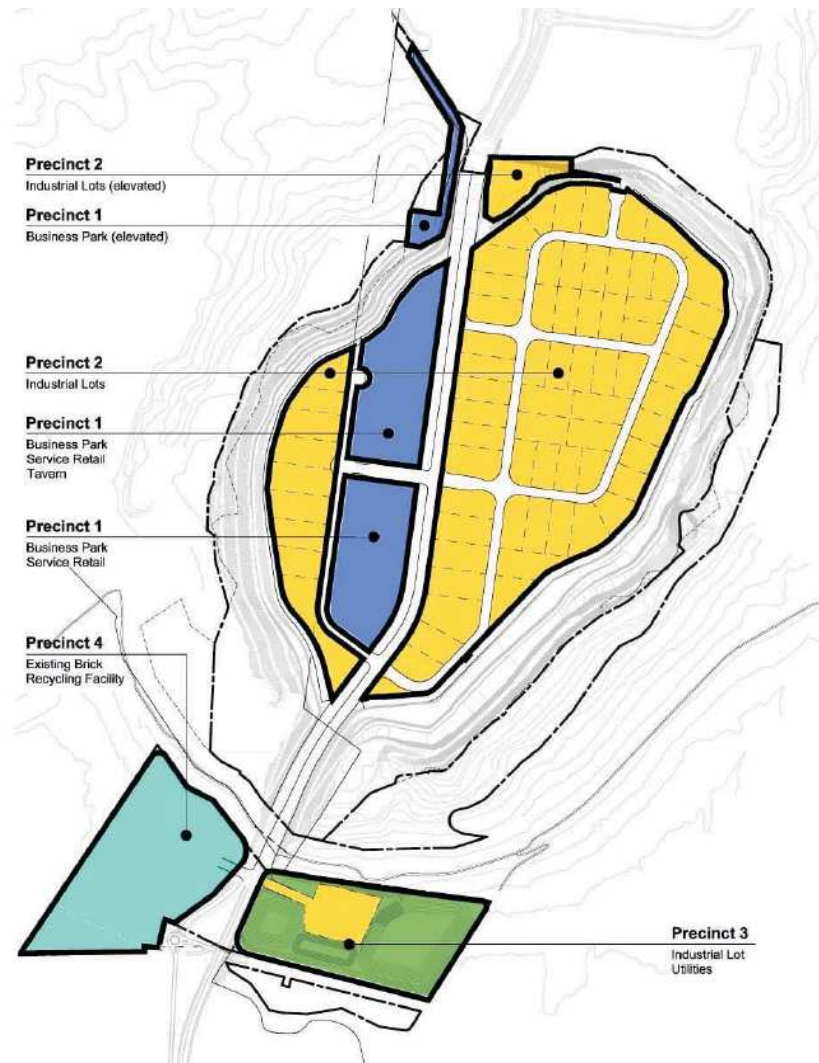 Precinct 2
Industrial Lots (elevated)
Precinct 1
Business Park (elevated)
Precinct 2
Industrial Lots
Precinct 1
Business Park
Service Retail
Tavern
Precinct 1
Business Park
Service Retail
Precinct 4
Existing Brick
Recycling Facility
Precinct 3
Industrial Lot
Utilities